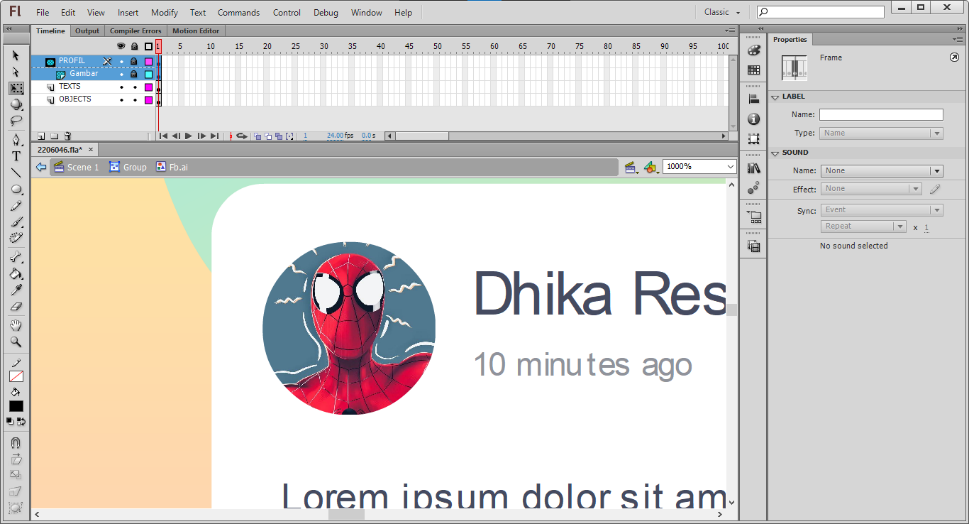 Fl File Edit View Insert Modify Text Commands Control Debug Window Help Classic
Timeline Output Compiler Errors Motion Editor
1 5 10 15 20 25 30 35 40 45 50 55 60 65 70 75 80 85 90 95 100
PROFIL
Gambar
TEXTS
OBJECTS
1 24.00 fps 0.0 s
2206046.fla* ×
Scene 1 Group Fb.ai 1000%
Dhika Res
10 minutes ago
Lorem ipsum dolor sit am
Properties
Frame
LABEL
Name:
Type: Name
SOUND
Name: None
Effect: None
Sync: Event
Repeat x 1
No sound selected
T